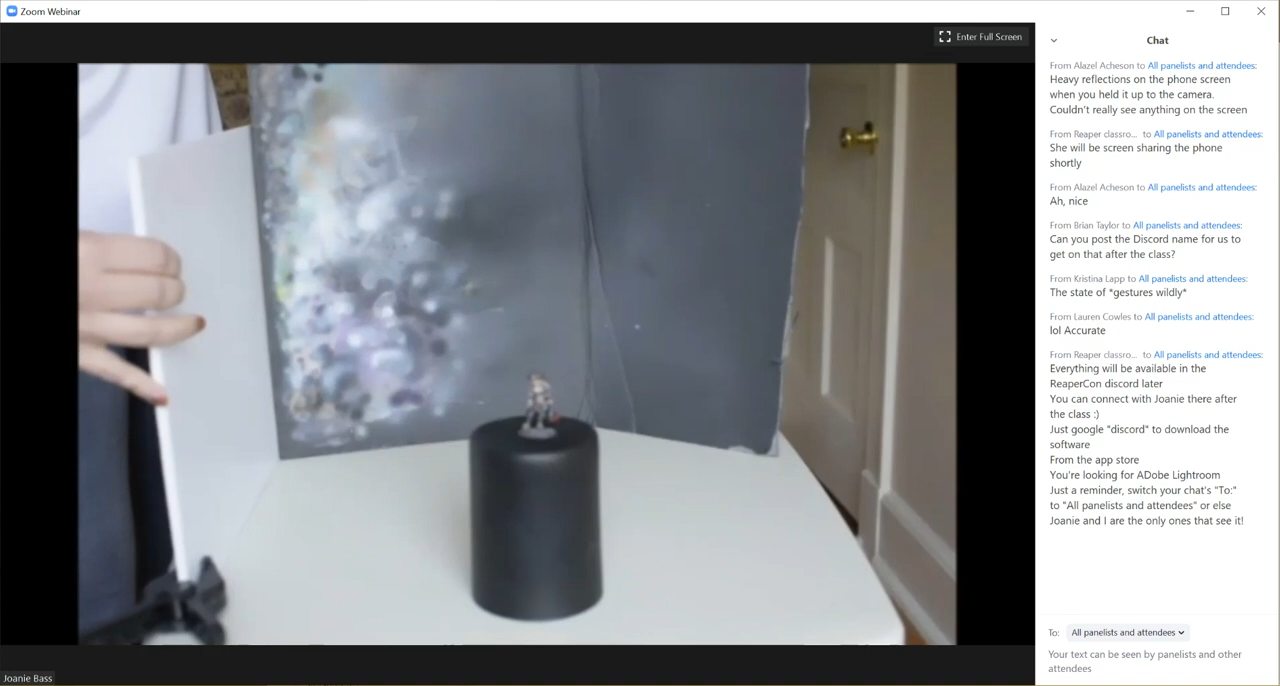 Zoom Webinar
Enter Full Screen
Chat
From Alazel Acheson to All panelists and attendees:
Heavy reflections on the phone screen
when you held it up to the camera.
Couldn't really see anything on the screen
From Reaper classro... to All panelists and attendees:
She will be screen sharing the phone
shortly
From Alazel Acheson to All panelists and attendees:
Ah, nice
From Brian Taylor to All panelists and attendees:
Can you post the Discord name for us to
get on that after the class?
From Kristina Lapp to All panelists and attendees:
The state of *gestures wildly*
From Lauren Cowles to All panelists and attendees:
lol Accurate
From Reaper classro... to All panelists and attendees:
Everything will be available in the
ReaperCon discord later
You can connect with Joanie there after
the class :)
Just google "discord" to download the
software
From the app store
You're looking for ADobe Lightroom
Just a reminder, switch your chat's "To:"
to "All panelists and attendees" or else
Joanie and I are the only ones that see it!
To: All panelists and attendees
Your text can be seen by panelists and other
attendees
Joanie Bass